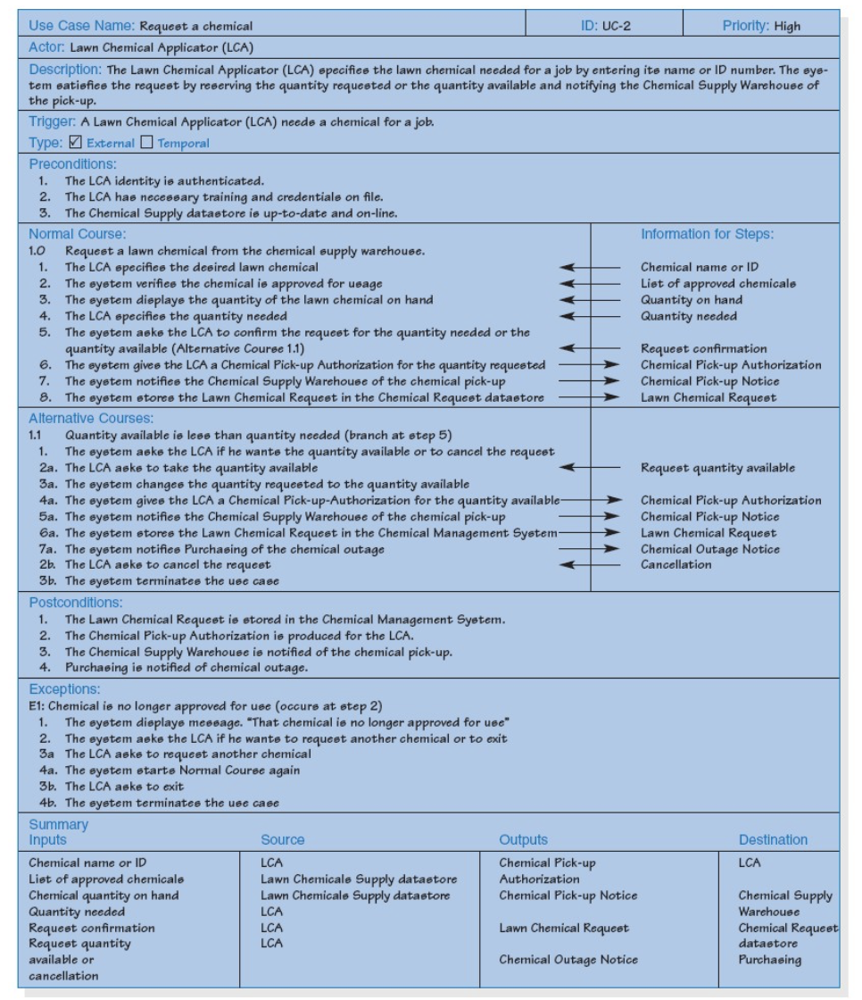 Use Case Name: Request a chemical ID: UC-2 Priority: High
Actor: Lawn Chemical Applicator (LCA)
Description: The Lawn Chemical Applicator (LCA) specifies the lawn chemical needed for a job by entering its name or ID number. The sys-
tem satisfies the request by reserving the quantity requested or the quantity available and notifying the Chemical Supply Warehouse of
the pick-up.
Trigger: A Lawn Chemical Applicator (LCA) needs a chemical for a job.
Type: ☑ External ☐ Temporal
Preconditions:
1. The LCA identity is authenticated.
2. The LCA has necessary training and credentials on file.
3. The Chemical Supply datastore is up-to-date and on-line.
Normal Course: Information for Steps:
1.0 Request a lawn chemical from the chemical supply warehouse.
1. The LCA specifies the desired lawn chemical Chemical name or ID
2. The system verifies the chemical is approved for usage List of approved chemicals
3. The system displays the quantity of the lawn chemical on hand Quantity on hand
4. The LCA specifies the quantity needed Quantity needed
5. The system asks the LCA to confirm the request for the quantity needed or the
quantity available (Alternative Course 1.1) Request confirmation
6. The system gives the LCA a Chemical Pick-up Authorization for the quantity requested Chemical Pick-up Authorization
7. The system notifies the Chemical Supply Warehouse of the chemical pick-up Chemical Pick-up Notice
8. The system stores the Lawn Chemical Request in the Chemical Request datastore Lawn Chemical Request
Alternative Courses:
1.1 Quantity available is less than quantity needed (branch at step 5)
1. The system asks the LCA if he wants the quantity available or to cancel the request
2a. The LCA asks to take the quantity available Request quantity available
3a. The system changes the quantity requested to the quantity available
4a. The system gives the LCA a Chemical Pick-up-Authorization for the quantity available Chemical Pick-up Authorization
5a. The system notifies the Chemical Supply Warehouse of the chemical pick-up Chemical Pick-up Notice
6a. The system stores the Lawn Chemical Request in the Chemical Management System Lawn Chemical Request
7a. The system notifies Purchasing of the chemical outage Chemical Outage Notice
2b. The LCA asks to cancel the request Cancellation
3b. The system terminates the use case
Postconditions:
1. The Lawn Chemical Request is stored in the Chemical Management System.
2. The Chemical Pick-up Authorization is produced for the LCA.
3. The Chemical Supply Warehouse is notified of the chemical pick-up.
4. Purchasing is notified of chemical outage.
Exceptions:
E1: Chemical is no longer approved for use (occurs at step 2)
1. The system displays message. "That chemical is no longer approved for use"
2. The system asks the LCA if he wants to request another chemical or to exit
3a The LCA asks to request another chemical
4a. The system starts Normal Course again
3b. The LCA asks to exit
4b. The system terminates the use case
Summary
Inputs Source Outputs Destination
Chemical name or ID LCA Chemical Pick-up LCA
List of approved chemicals Lawn Chemicals Supply datastore Authorization
Chemical quantity on hand Lawn Chemicals Supply datastore Chemical Pick-up Notice Chemical Supply
Quantity needed LCA Warehouse
Request confirmation LCA Lawn Chemical Request Chemical Request
Request quantity LCA datastore
available or Chemical Outage Notice Purchasing
cancellation